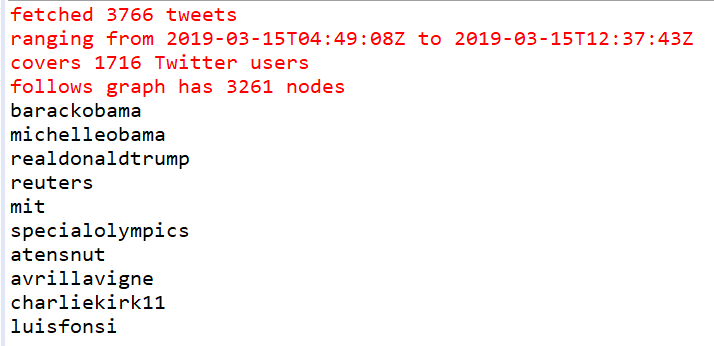 fetched 3766 tweets
ranging from 2019-03-15T04:49:08Z to 2019-03-15T12:37:43Z
covers 1716 Twitter users
follows graph has 3261 nodes
barackobama
michelleobama
realdonaldtrump
reuters
mit
specialolympics
atensnut
avrillavigne
charliekirk11
luisfonsi